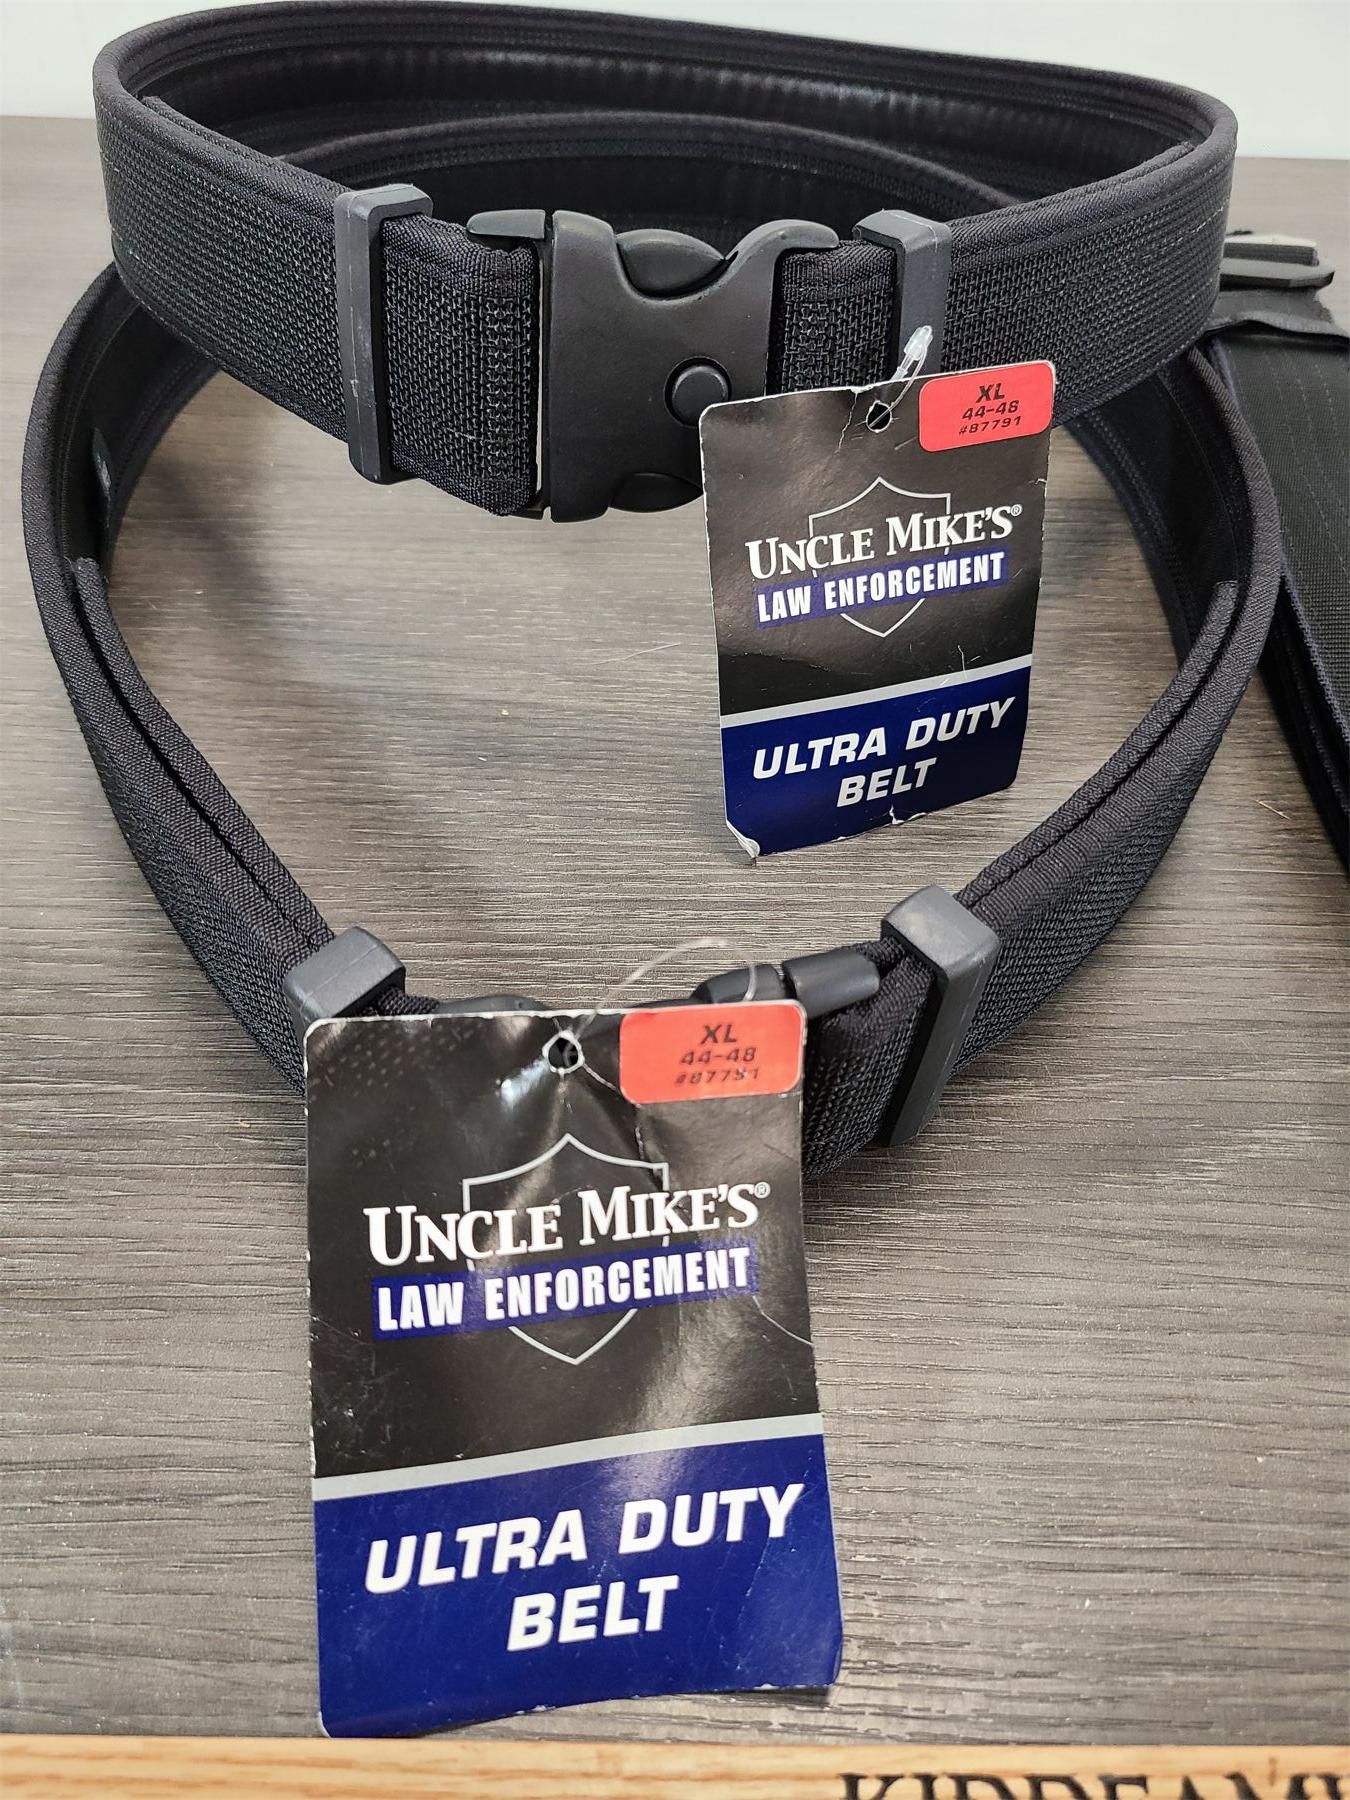 XL
44-48
#87791
UNCLE MIKE'S®
LAW ENFORCEMENT
ULTRA DUTY
BELT
XL
44-48
#87791
UNCLE MIKE'S®
LAW ENFORCEMENT
ULTRA DUTY
BELT